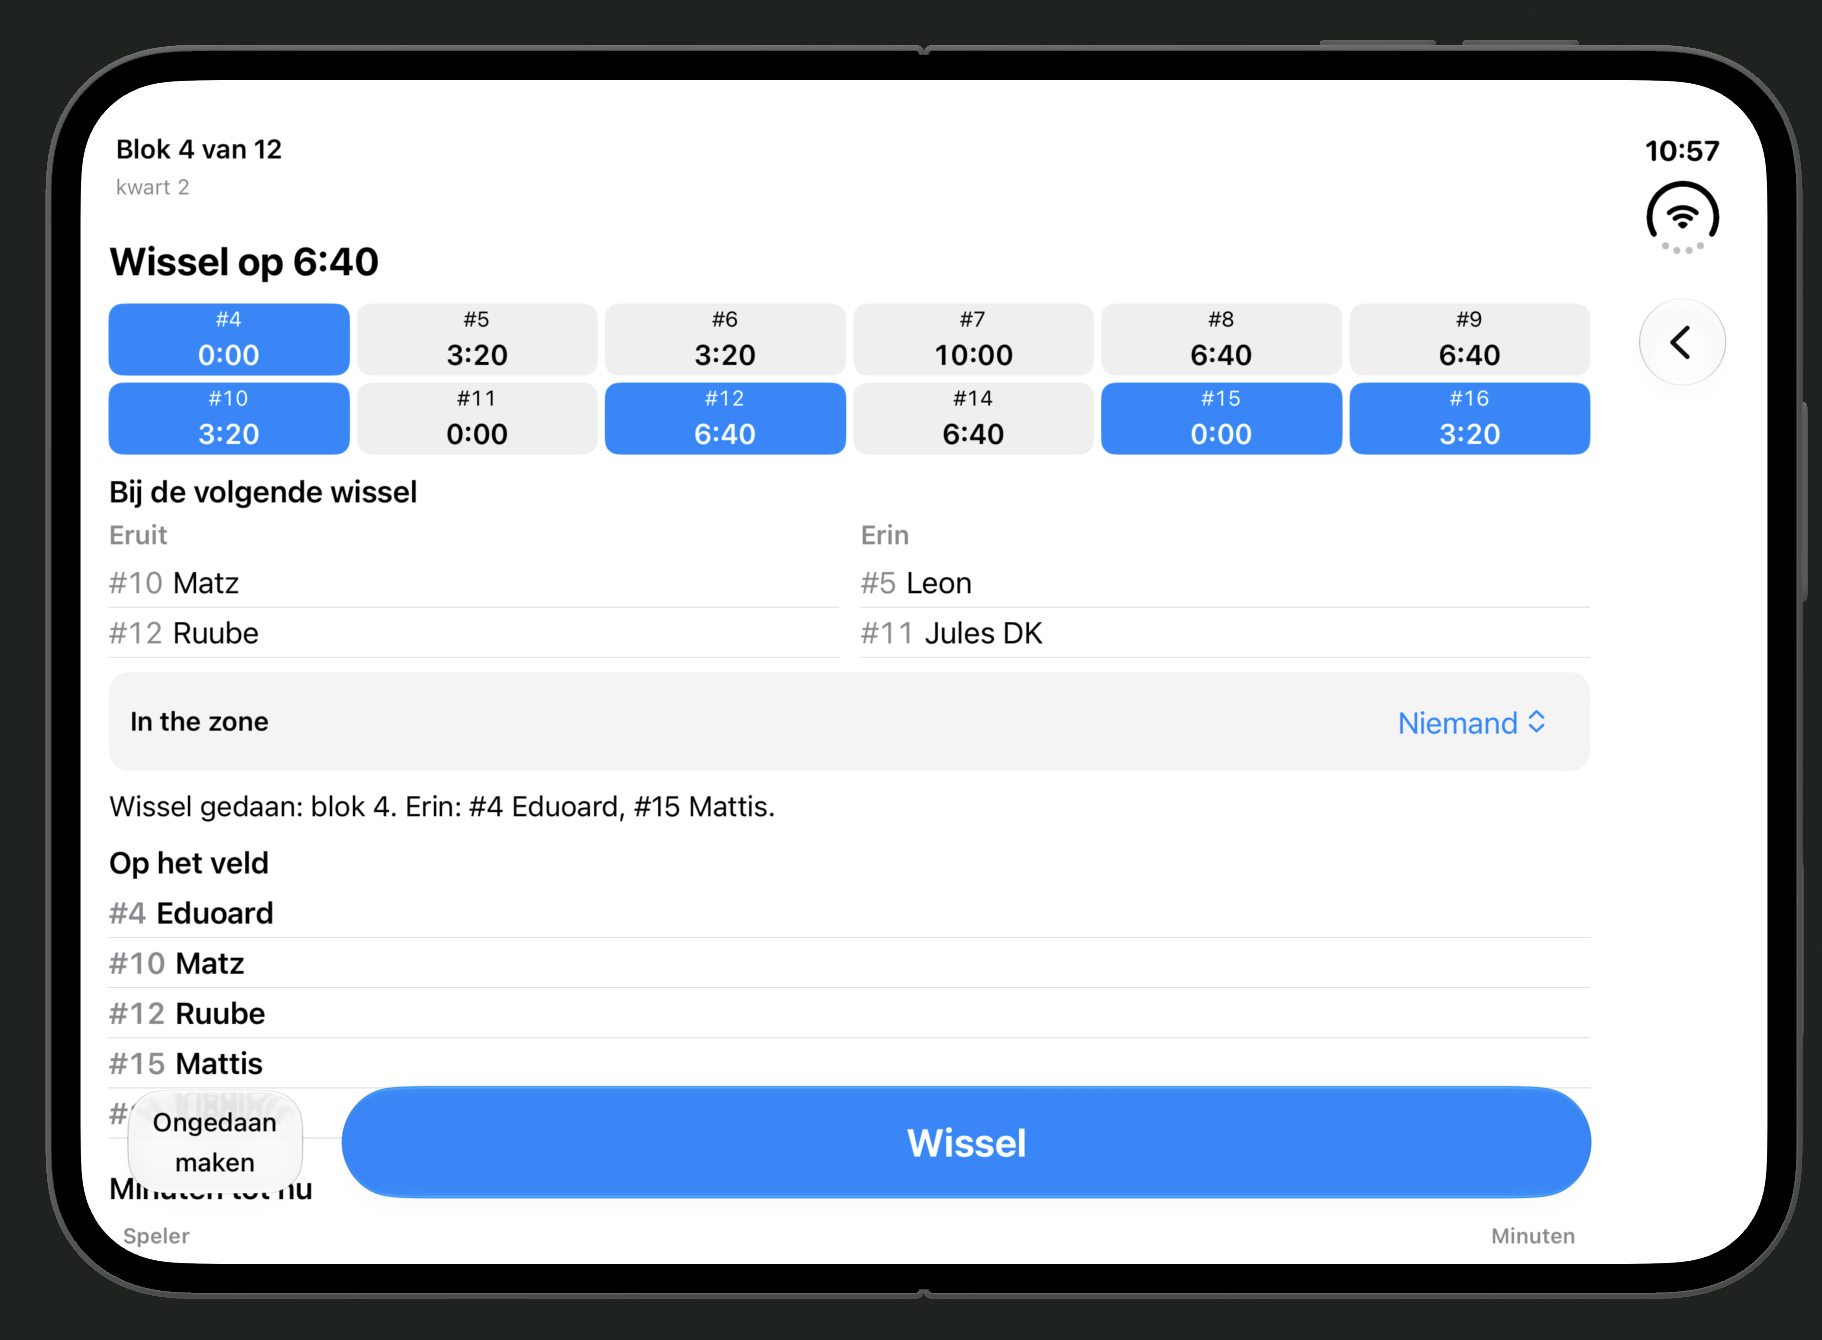 Blok 4 van 12
kwart 2
10:57
Wissel op 6:40
#4 #5 #6 #7 #8 #9
0:00 3:20 3:20 10:00 6:40 6:40
#10 #11 #12 #14 #15 #16
3:20 0:00 6:40 6:40 0:00 3:20
Bij de volgende wissel
Eruit Erin
#10 Matz #5 Leon
#12 Ruube #11 Jules DK
In the zone Niemand
Wissel gedaan: blok 4. Erin: #4 Eduoard, #15 Mattis.
Op het veld
#4 Eduoard
#10 Matz
#12 Ruube
#15 Mattis
Ongedaan
maken
Wissel
Minuten tot nu
Speler Minuten